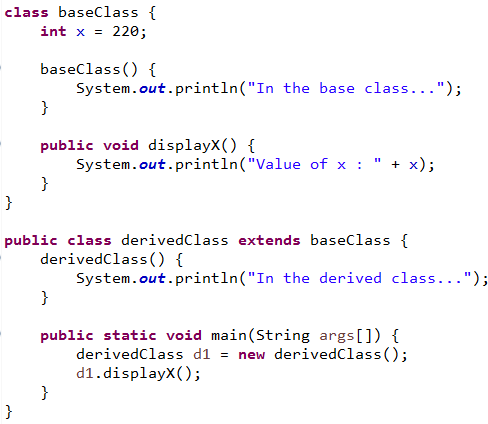 class baseClass {
    int x = 220;

    baseClass() {
        System.out.println("In the base class...");
    }

    public void displayX() {
        System.out.println("Value of x : " + x);
    }
}

public class derivedClass extends baseClass {
    derivedClass() {
        System.out.println("In the derived class...");
    }

    public static void main(String args[]) {
        derivedClass d1 = new derivedClass();
        d1.displayX();
    }
}